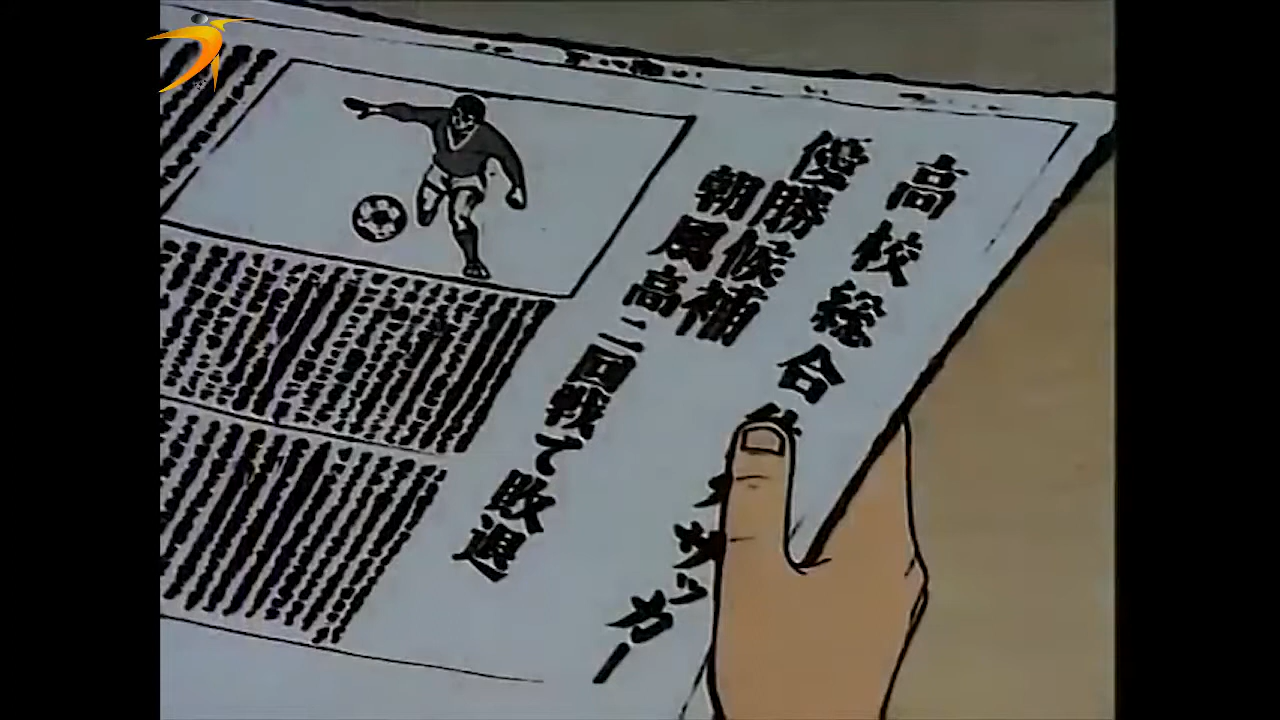 高校総合 サッカー
優勝候補
朝風高二回戦で敗退